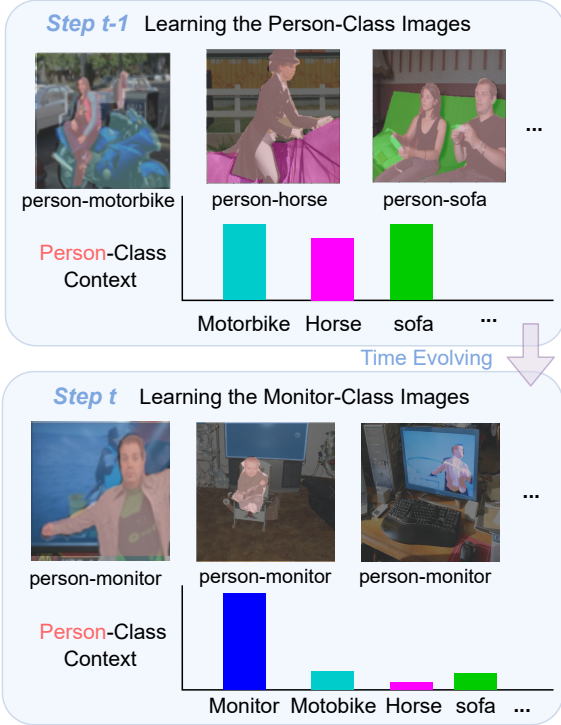 Step t-1 Learning the Person-Class Images
...
person-motorbike person-horse person-sofa
Person-Class
Context
Motorbike Horse sofa ...
Time Evolving
Step t Learning the Monitor-Class Images
...
person-monitor person-monitor person-monitor
Person-Class
Context
Monitor Motobike Horse sofa ...